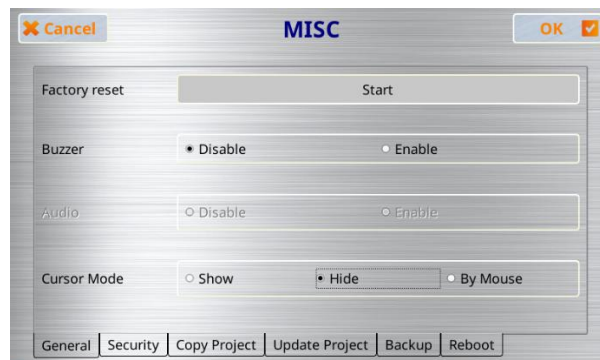 Cancel MISC OK
Factory reset Start
Buzzer Disable Enable
Audio Disable Enable
Cursor Mode Show Hide By Mouse
General Security Copy Project Update Project Backup Reboot